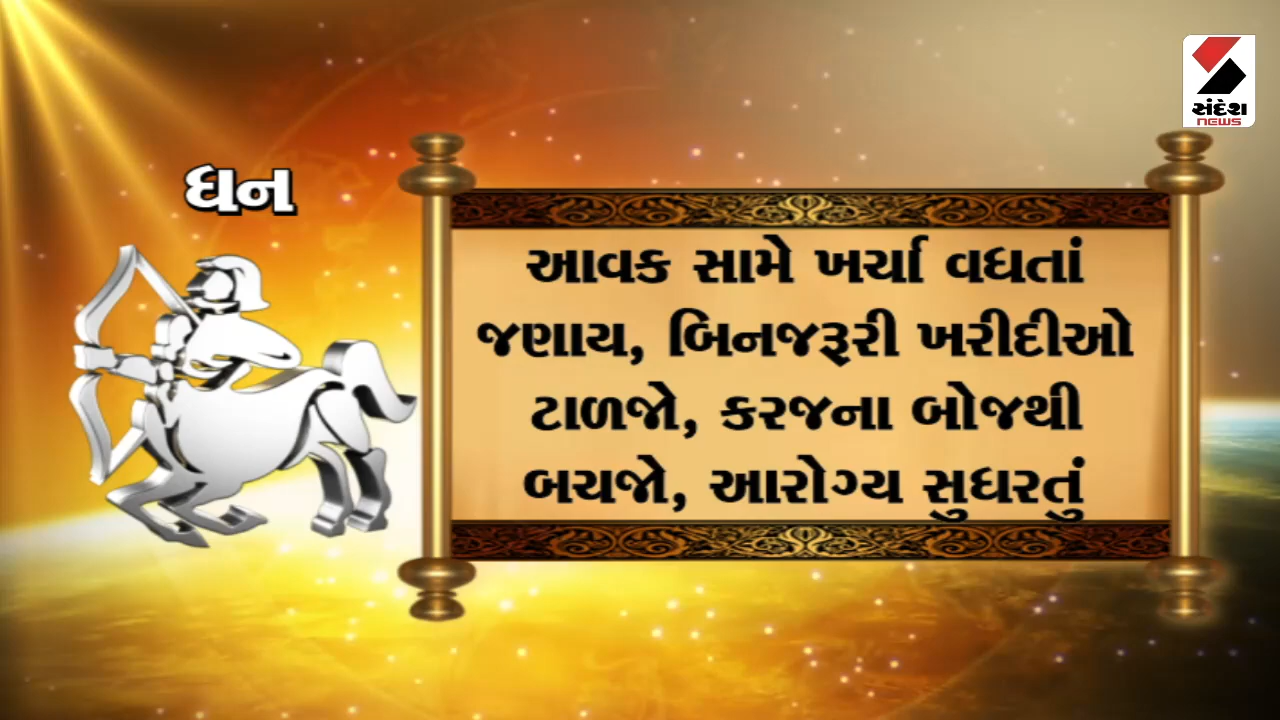 સંદેશ
NEWS
ધન
આવક સામે ખર્ચા વધતાં
જણાય, બિનજરૂરી ખરીદીઓ
ટાળજો, કરજના બોજથી
બચજો, આરોગ્ય સુધરતું